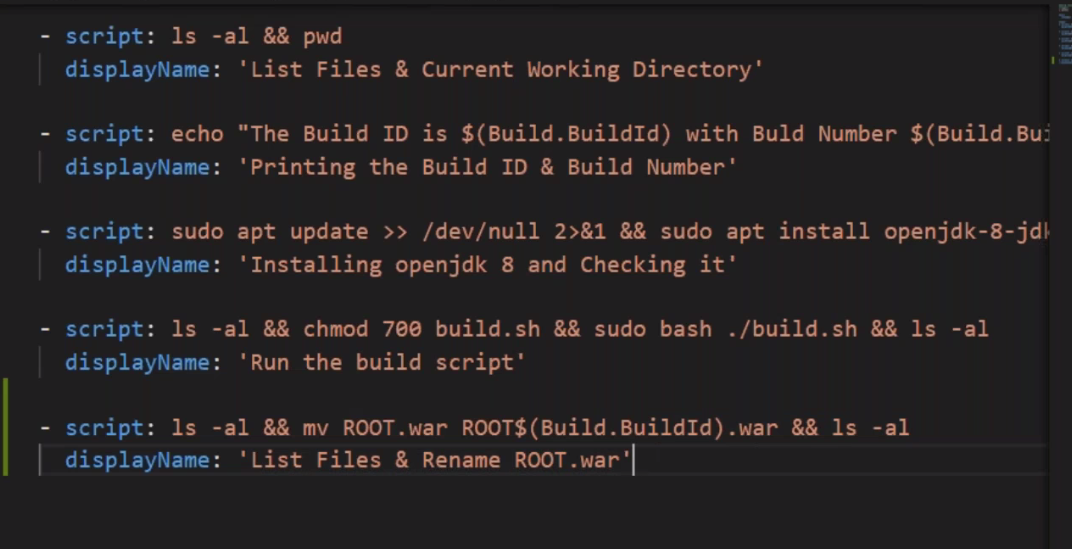 - script: ls -al && pwd
displayName: 'List Files & Current Working Directory'
- script: echo "The Build ID is $(Build.BuildId) with Buld Number $(Build.Bui
displayName: 'Printing the Build ID & Build Number'
- script: sudo apt update >> /dev/null 2>&1 && sudo apt install openjdk-8-jdk
displayName: 'Installing openjdk 8 and Checking it'
- script: ls -al && chmod 700 build.sh && sudo bash ./build.sh && ls -al
displayName: 'Run the build script'
- script: ls -al && mv ROOT.war ROOT$(Build.BuildId).war && ls -al
displayName: 'List Files & Rename ROOT.war'